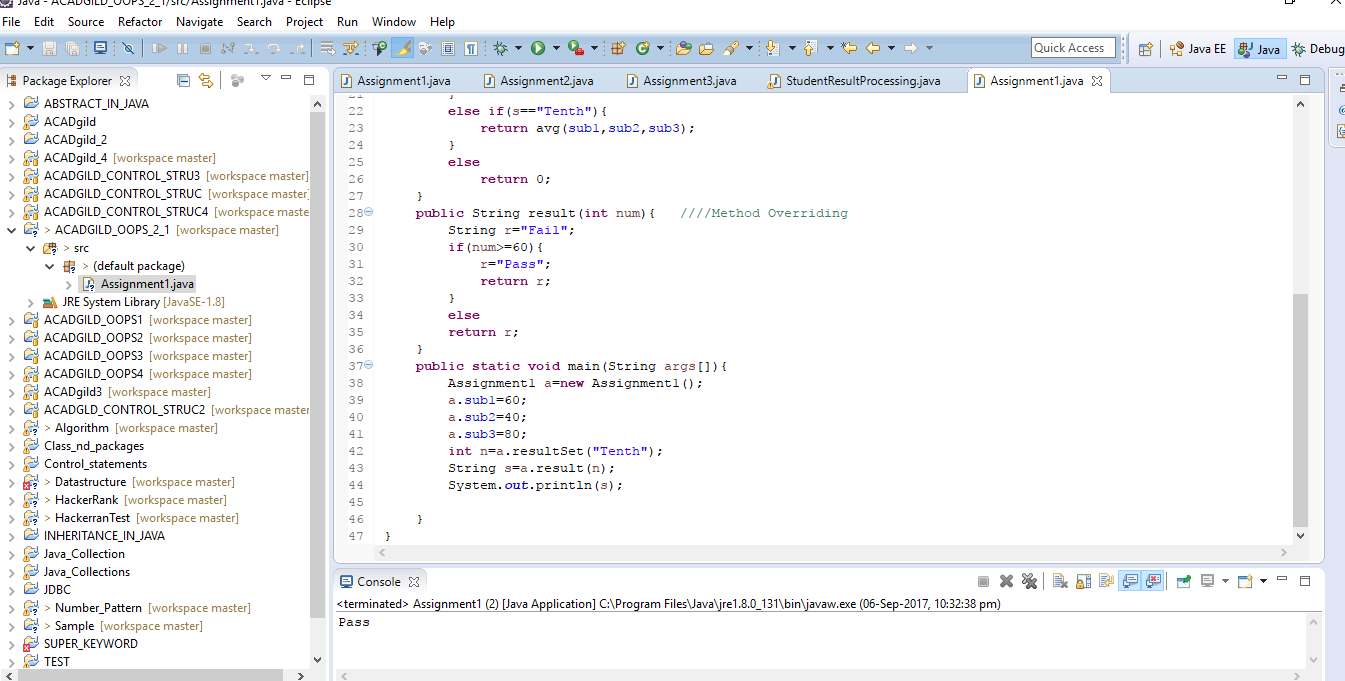 Java - ACADGILD_OOPS_2_1/src/Assignment1.java - Eclipse
File Edit Source Refactor Navigate Search Project Run Window Help
Quick Access Java EE Java Debug
Package Explorer
ABSTRACT_IN_JAVA
ACADgild
ACADgild_2
ACADgild_4 [workspace master]
ACADGILD_CONTROL_STRU3 [workspace master]
ACADGILD_CONTROL_STRUC [workspace master]
ACADGILD_CONTROL_STRUC4 [workspace maste
> ACADGILD_OOPS_2_1 [workspace master]
> src
> (default package)
Assignment1.java
JRE System Library [JavaSE-1.8]
ACADGILD_OOPS1 [workspace master]
ACADGILD_OOPS2 [workspace master]
ACADGILD_OOPS3 [workspace master]
ACADGILD_OOPS4 [workspace master]
ACADgild3 [workspace master]
ACADGLD_CONTROL_STRUC2 [workspace master
> Algorithm [workspace master]
Class_nd_packages
Control_statements
> Datastructure [workspace master]
> HackerRank [workspace master]
> HackerranTest [workspace master]
INHERITANCE_IN_JAVA
Java_Collection
Java_Collections
JDBC
> Number_Pattern [workspace master]
> Sample [workspace master]
SUPER_KEYWORD
TEST
Assignment1.java Assignment2.java Assignment3.java StudentResultProcessing.java Assignment1.java
21 }
22 else if(s=="Tenth"){
23 return avg(sub1,sub2,sub3);
24 }
25 else
26 return 0;
27 }
28 public String result(int num){ ////Method Overriding
29 String r="Fail";
30 if(num>=60){
31 r="Pass";
32 return r;
33 }
34 else
35 return r;
36 }
37 public static void main(String args[]){
38 Assignment1 a=new Assignment1();
39 a.sub1=60;
40 a.sub2=40;
41 a.sub3=80;
42 int n=a.resultSet("Tenth");
43 String s=a.result(n);
44 System.out.println(s);
45
46 }
47 }
Console
<terminated> Assignment1 (2) [Java Application] C:\Program Files\Java\jre1.8.0_131\bin\javaw.exe (06-Sep-2017, 10:32:38 pm)
Pass